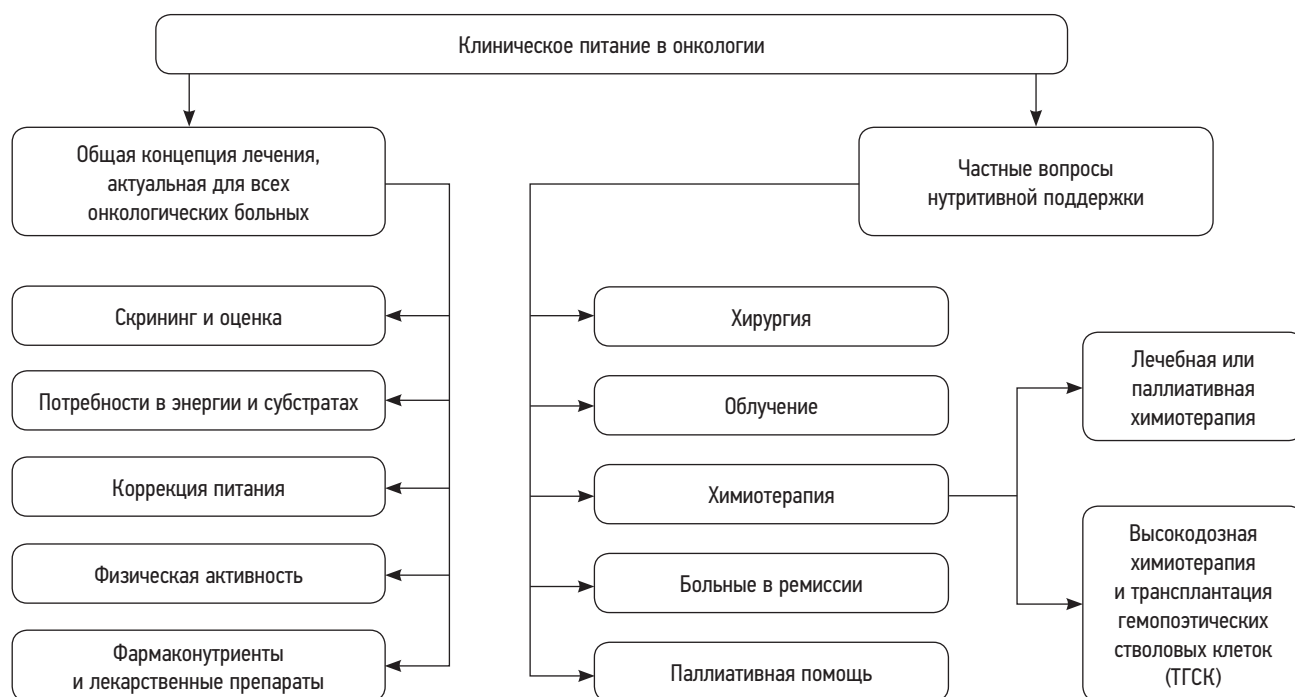 Клиническое питание в онкологии
Общая концепция лечения,
актуальная для всех
онкологических больных
Частные вопросы
нутритивной поддержки
Скрининг и оценка
Потребности в энергии и субстратах
Коррекция питания
Физическая активность
Фармаконутриенты
и лекарственные препараты
Хирургия
Облучение
Химиотерапия
Больные в ремиссии
Паллиативная помощь
Лечебная или
паллиативная
химиотерапия
Высокодозная
химиотерапия
и трансплантация
гемопоэтических
стволовых клеток
(ТГСК)